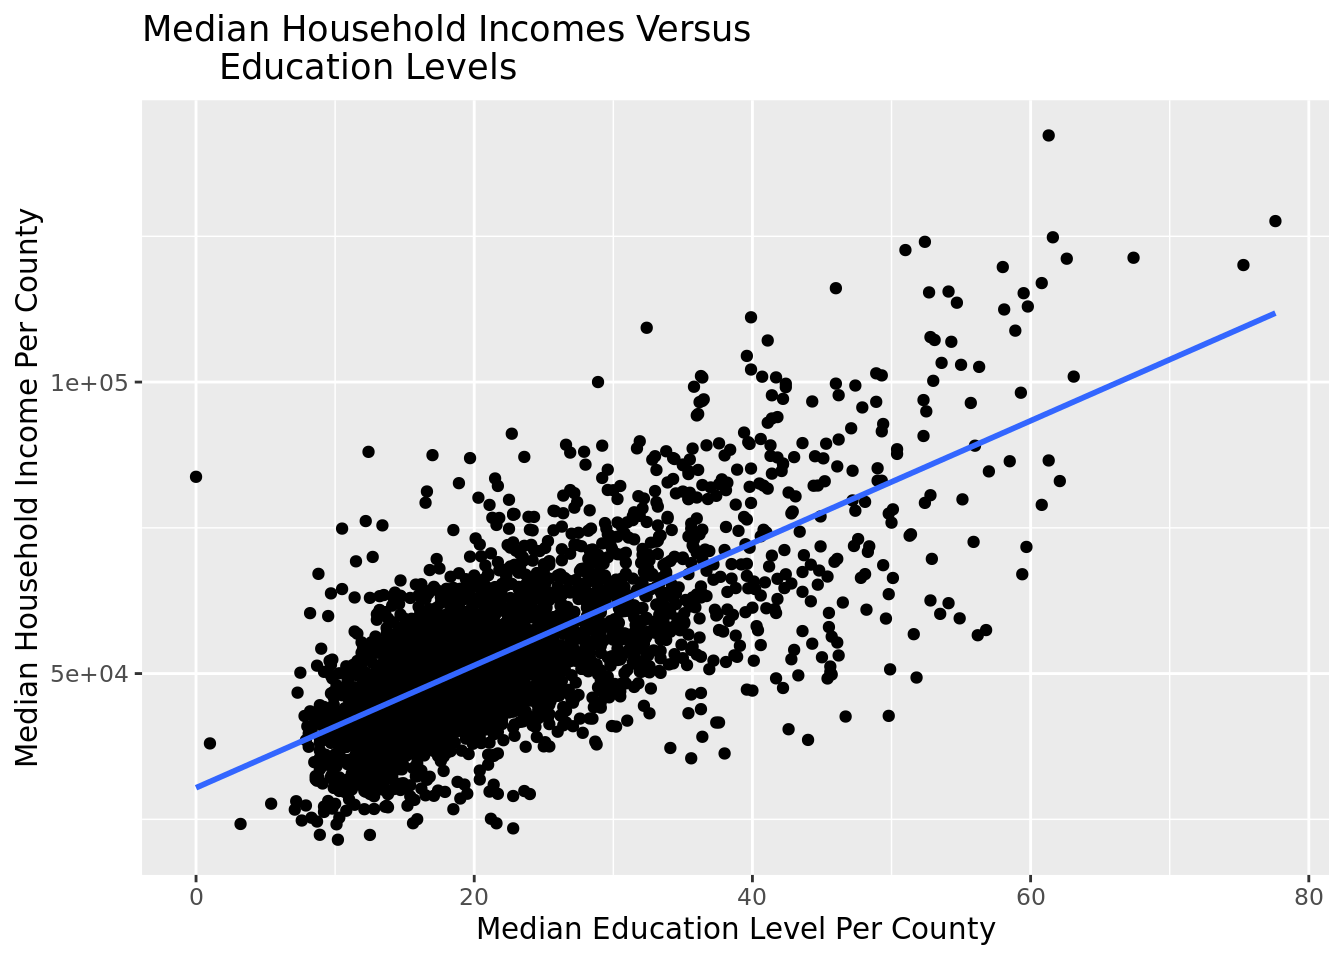 Median Household Incomes Versus
Education Levels
Median Household Income Per County
1e+05
5e+04
0 20 40 60 80
Median Education Level Per County